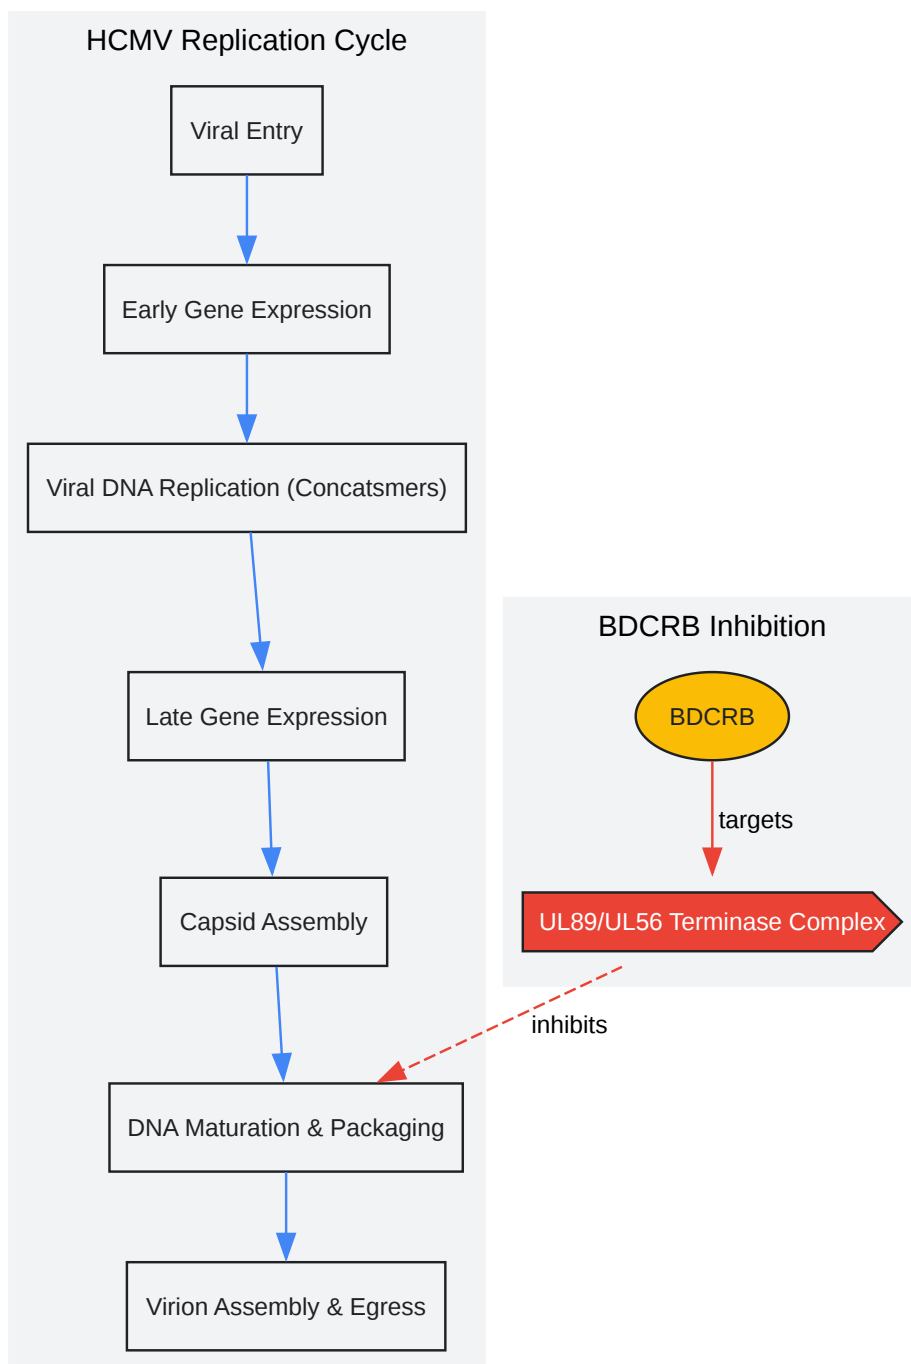 HCMV Replication Cycle
Viral Entry
Early Gene Expression
Viral DNA Replication (Concatsmers)
Late Gene Expression
Capsid Assembly
DNA Maturation & Packaging
Virion Assembly & Egress
BDCRB Inhibition
BDCRB
targets
UL89/UL56 Terminase Complex
inhibits